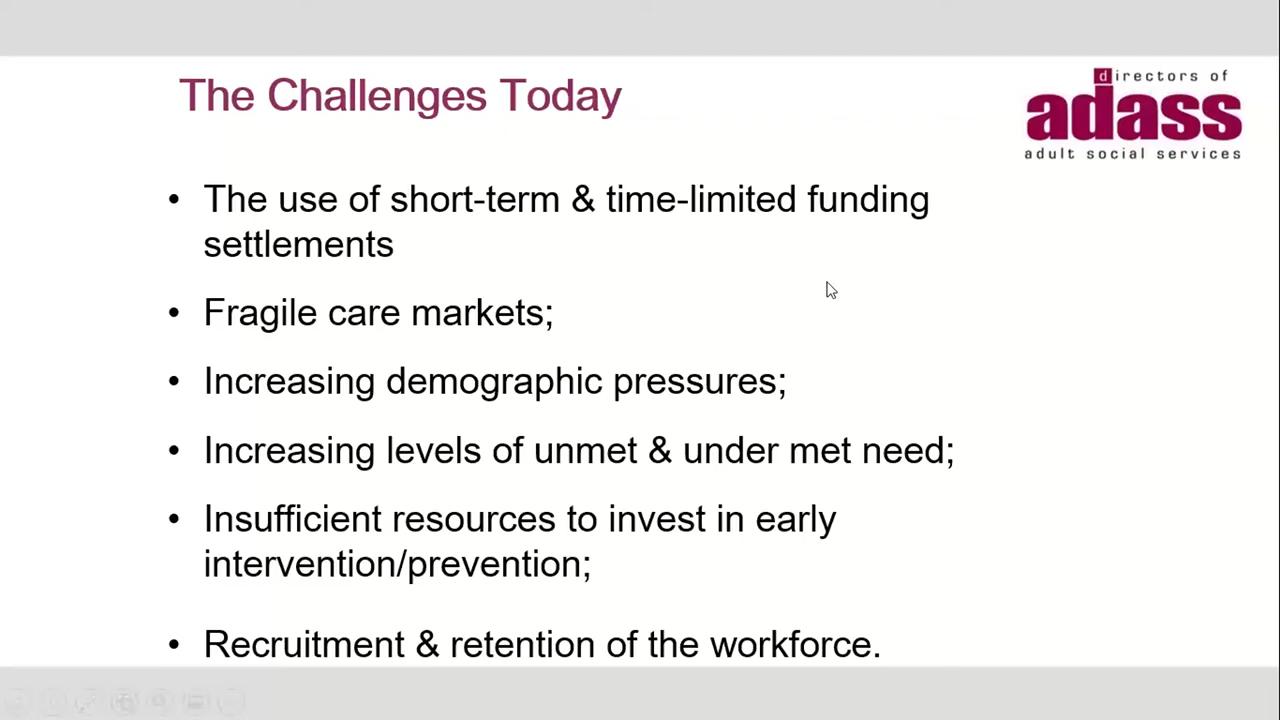 The Challenges Today
directors of
adass
adult social services
• The use of short-term & time-limited funding
settlements
• Fragile care markets;
• Increasing demographic pressures;
• Increasing levels of unmet & under met need;
• Insufficient resources to invest in early
intervention/prevention;
• Recruitment & retention of the workforce.